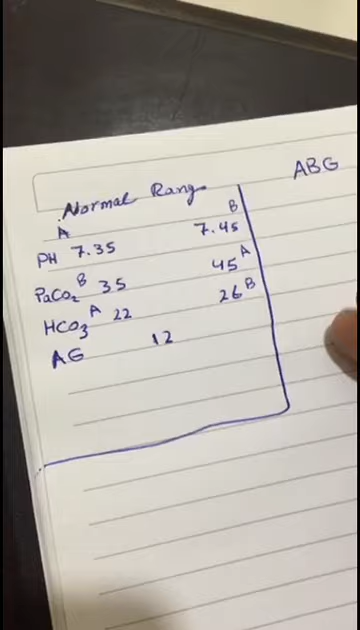 ABG
Normal Range
A B
PH 7.35 7.45
B A
PaCo2 35 45
A B
HCO3 22 26
AG 12